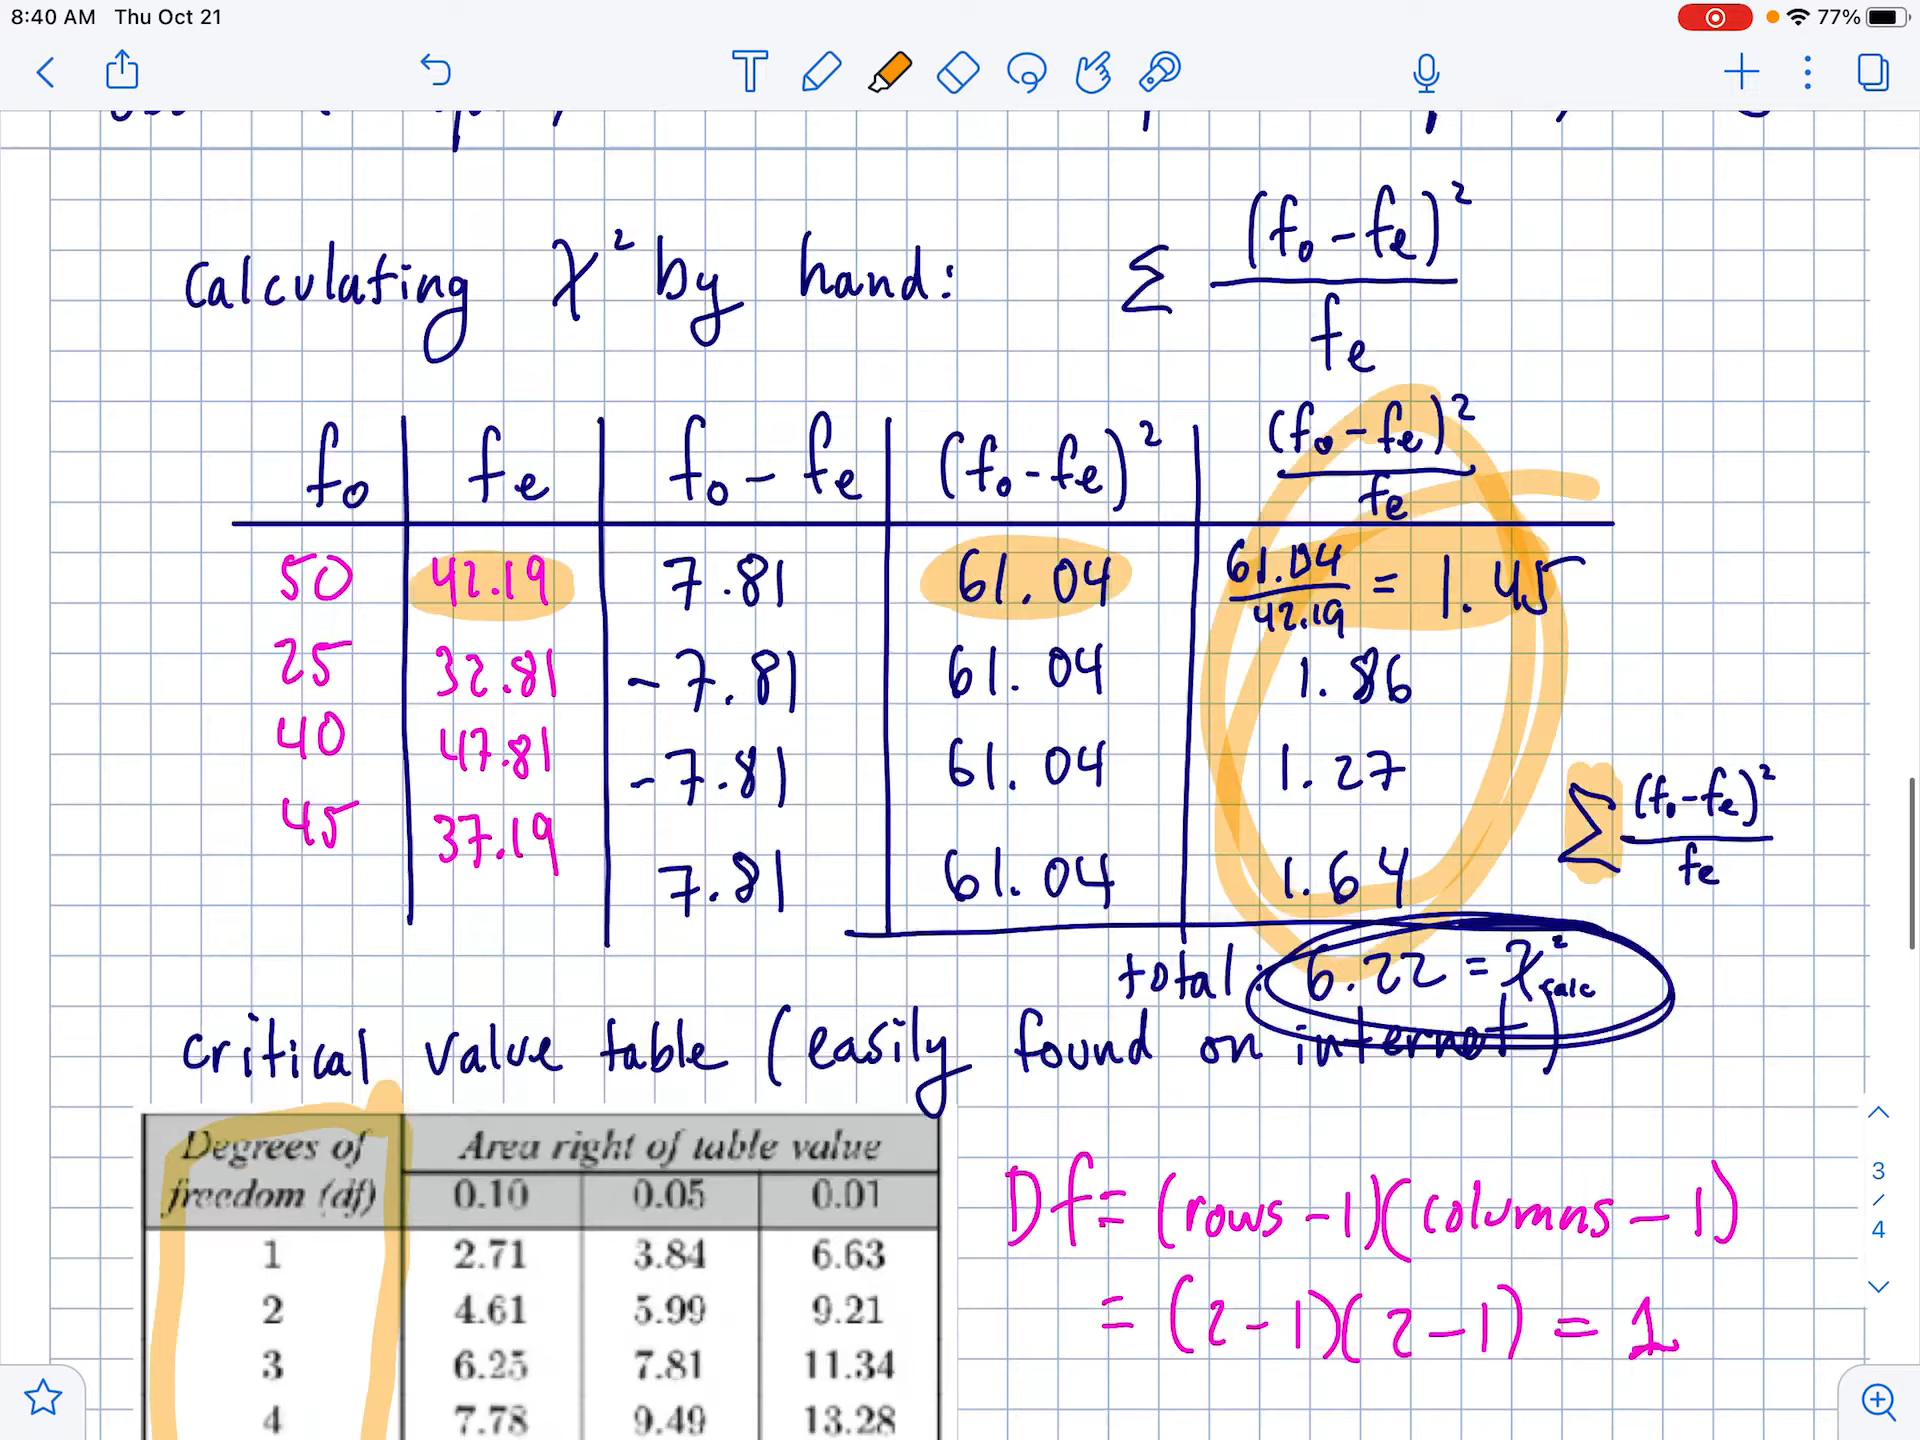 8:40 AM Thu Oct 21
77%
T
Calculating χ² by hand: Σ (fo - fe)² / fe
fo | fe | fo - fe | (fo - fe)² | (fo - fe)² / fe
50 | 42.19 | 7.81 | 61.04 | 61.04 / 42.19 = 1.45
25 | 32.81 | -7.81 | 61.04 | 1.86
40 | 47.81 | -7.81 | 61.04 | 1.27
45 | 37.19 | 7.81 | 61.04 | 1.64
Σ (fo - fe)² / fe
total: 6.22 = χ²calc
critical value table (easily found on internet)
Degrees of freedom (df) | Area right of table value
0.10 | 0.05 | 0.01
1 | 2.71 | 3.84 | 6.63
2 | 4.61 | 5.99 | 9.21
3 | 6.25 | 7.81 | 11.34
4 | 7.78 | 9.49 | 13.28
Df = (rows - 1)(columns - 1)
= (2-1)(2-1) = 1
3 / 4